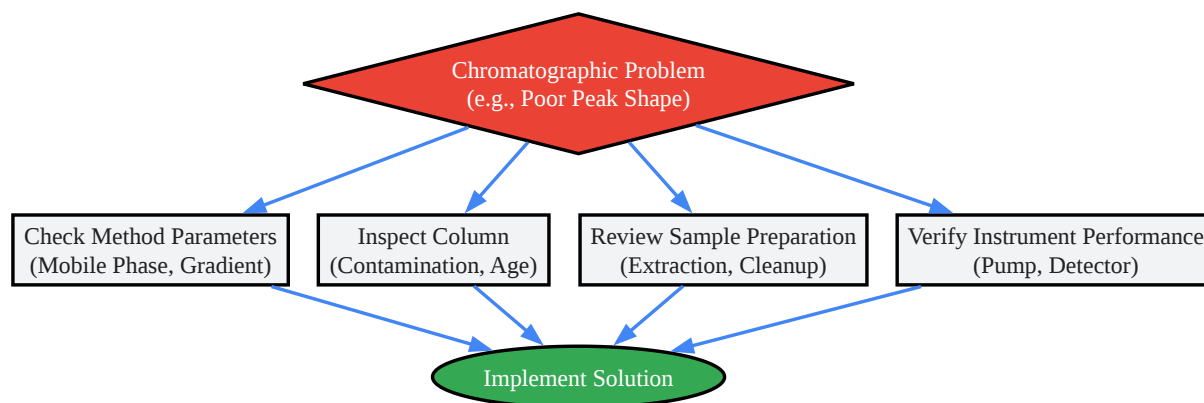 Chromatographic Problem
(e.g., Poor Peak Shape)
Check Method Parameters
(Mobile Phase, Gradient)
Inspect Column
(Contamination, Age)
Review Sample Preparation
(Extraction, Cleanup)
Verify Instrument Performance
(Pump, Detector)
Implement Solution